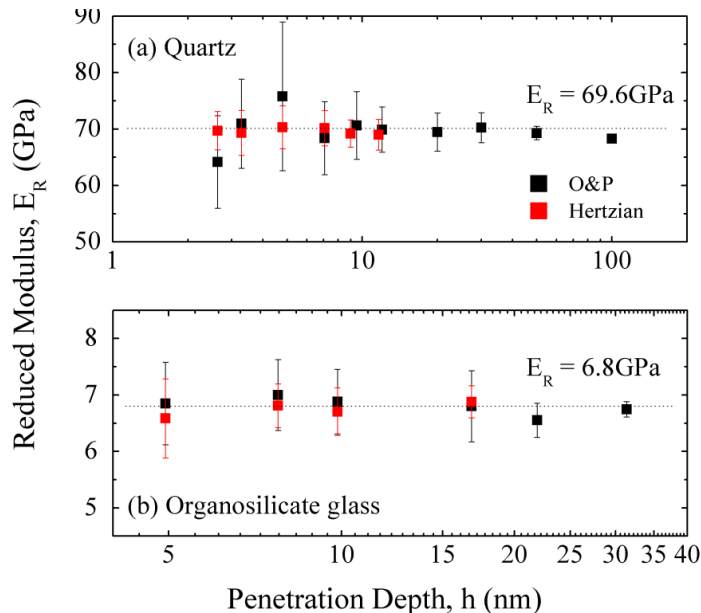 90
80
70
60
50
(a) Quartz
E_R = 69.6GPa
O&P
Hertzian
1
10
100
Reduced Modulus, E_R (GPa)
8
7
6
5
E_R = 6.8GPa
(b) Organosilicate glass
5
10
15
20
25
30
35
40
Penetration Depth, h (nm)